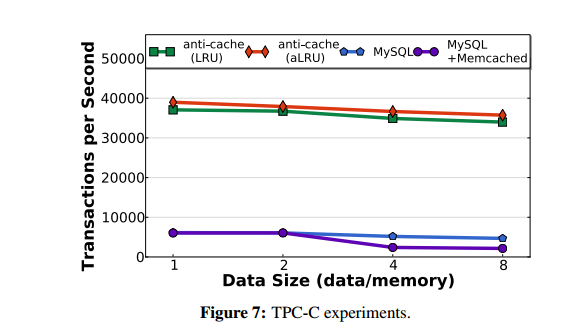 anti-cache (LRU)
anti-cache (aLRU)
MySQL
MySQL +Memcached
Transactions per Second
50000
40000
30000
20000
10000
0
1 2 4 8
Data Size (data/memory)
Figure 7: TPC-C experiments.